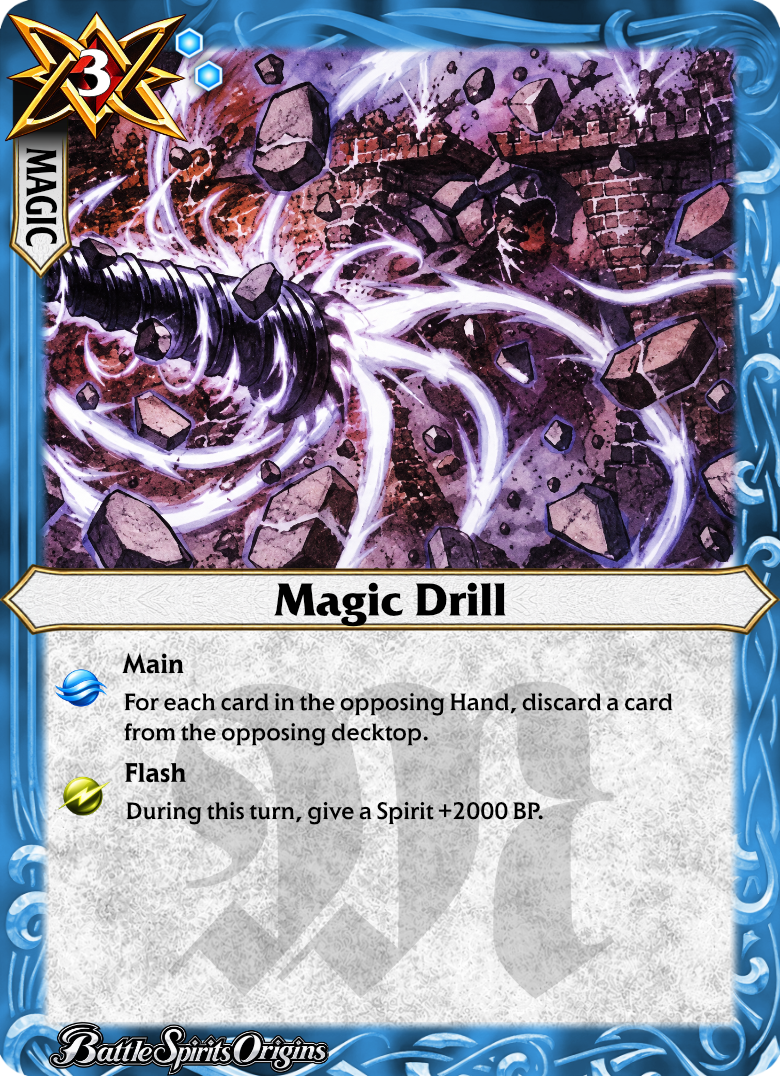 3
MAGIC
Magic Drill
Main
For each card in the opposing Hand, discard a card
from the opposing decktop.
Flash
During this turn, give a Spirit +2000 BP.
Battle Spirits Origins